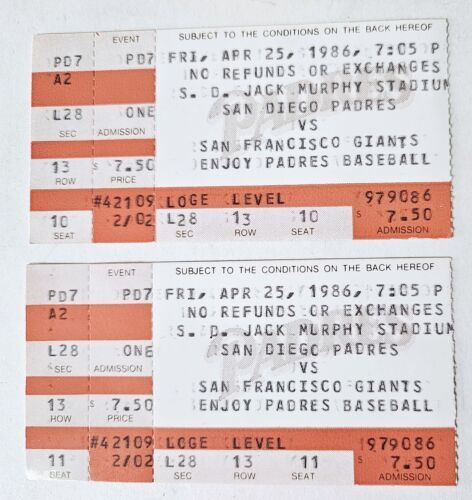 EVENT SUBJECT TO THE CONDITIONS ON THE BACK HEREOF
PD7 PD7 FRI, APR 25, 1986, 7:05 P
A2 NO REFUNDS OR EXCHANGES
S. D. JACK MURPHY STADIUM
L28 ONE SAN DIEGO PADRES
SEC ADMISSION VS
13 $ 7.50 SAN FRANCISCO GIANTS
ROW PRICE ENJOY PADRES BASEBALL
#42109 LOGE LEVEL 979086
10 2/02 L28 13 10 $ 7.50
SEAT SEC ROW SEAT ADMISSION
EVENT SUBJECT TO THE CONDITIONS ON THE BACK HEREOF
PD7 PD7 FRI, APR 25, 1986, 7:05 P
A2 NO REFUNDS OR EXCHANGES
S. D. JACK MURPHY STADIUM
L28 ONE SAN DIEGO PADRES
SEC ADMISSION VS
13 $ 7.50 SAN FRANCISCO GIANTS
ROW PRICE ENJOY PADRES BASEBALL
#42109 LOGE LEVEL 979086
11 2/02 L28 13 11 $ 7.50
SEAT SEC ROW SEAT ADMISSION